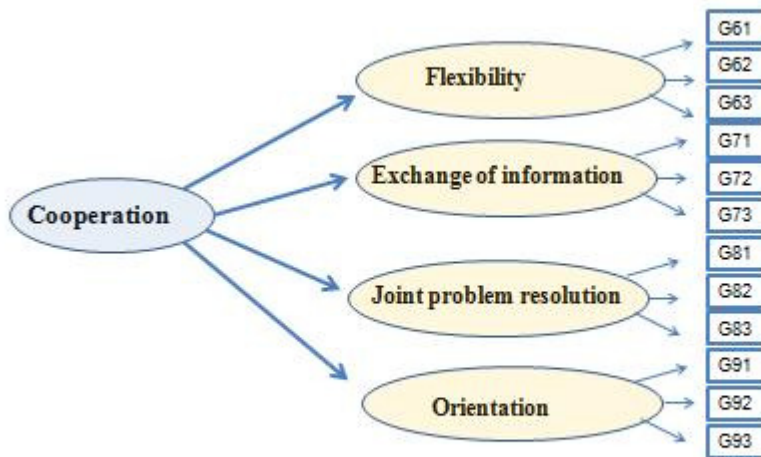 G61
Flexibility
G62
G63
G71
Exchange of information
G72
G73
Cooperation
G81
Joint problem resolution
G82
G83
G91
Orientation
G92
G93